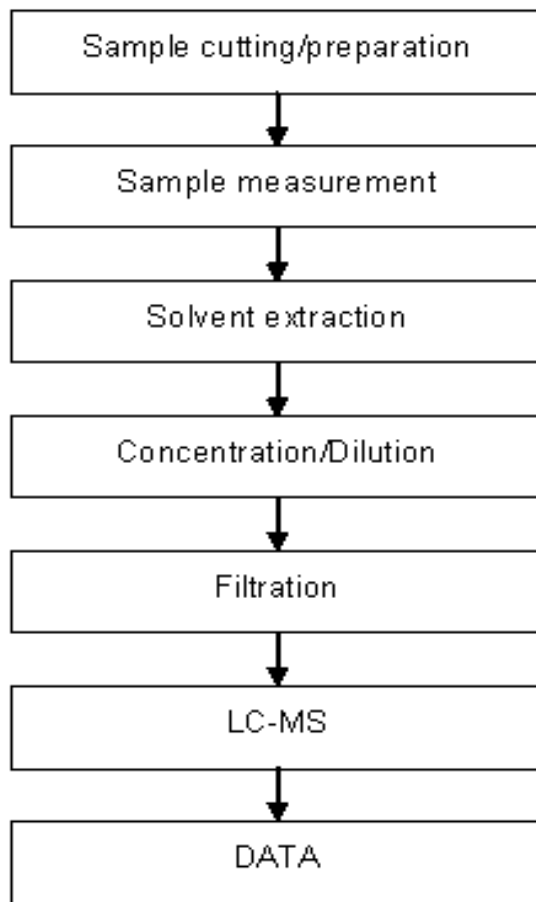 Sample cutting/preparation
Sample measurement
Solvent extraction
Concentration/Dilution
Filtration
LC-MS
DATA